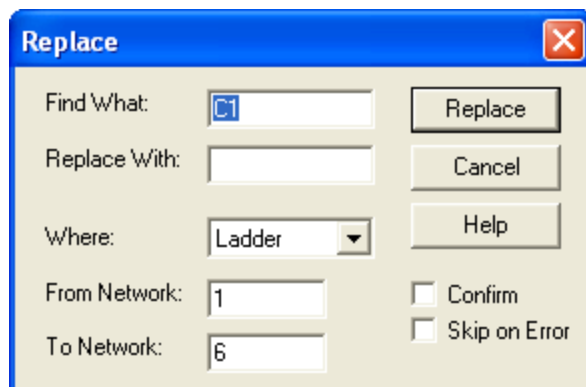 Replace
Find What: C1 Replace
Replace With: Cancel
Where: Ladder Help
From Network: 1 Confirm
To Network: 6 Skip on Error